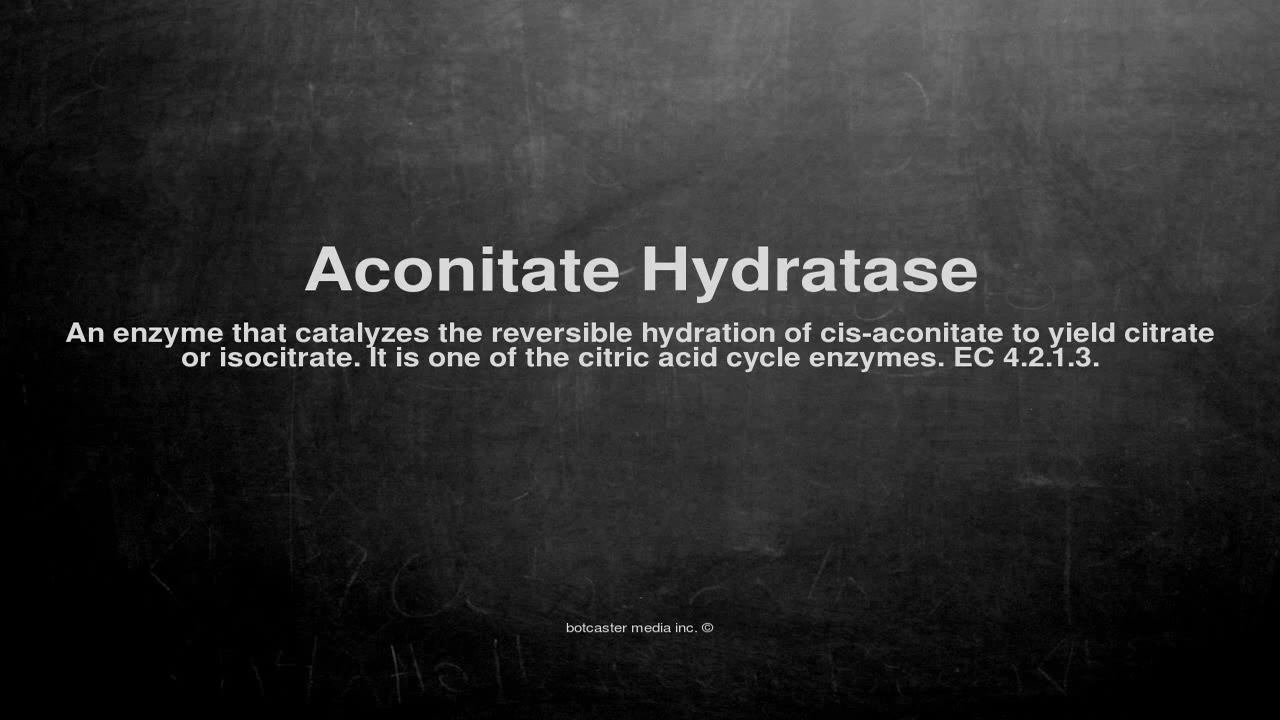 Aconitate Hydratase
An enzyme that catalyzes the reversible hydration of cis-aconitate to yield citrate
or isocitrate. It is one of the citric acid cycle enzymes. EC 4.2.1.3.
botcaster media inc. ©